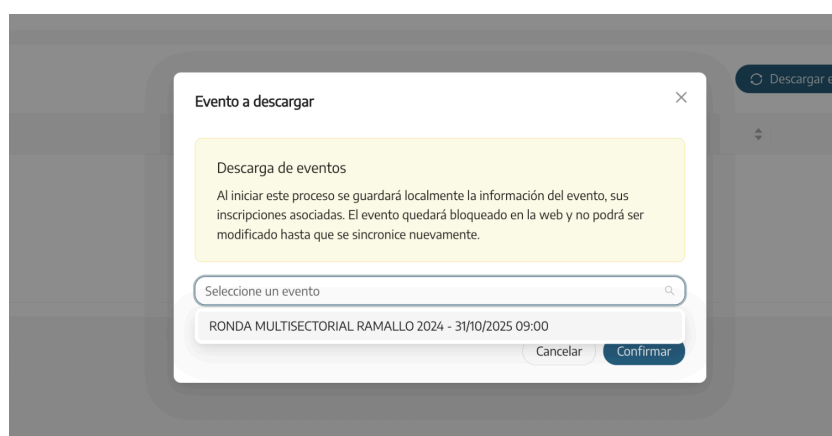 Descargar e
Evento a descargar
Descarga de eventos
Al iniciar este proceso se guardará localmente la información del evento, sus
inscripciones asociadas. El evento quedará bloqueado en la web y no podrá ser
modificado hasta que se sincronice nuevamente.
Seleccione un evento
RONDA MULTISECTORIAL RAMALLO 2024 - 31/10/2025 09:00
Cancelar Confirmar